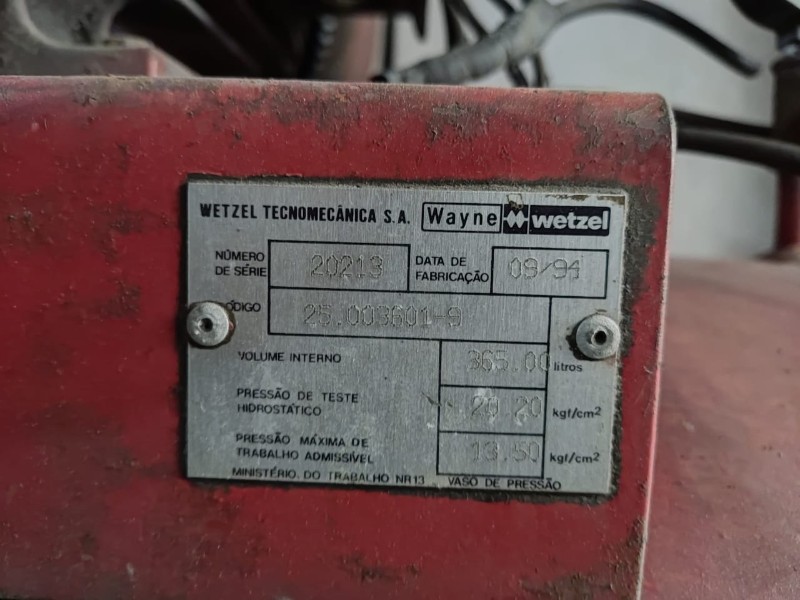 WETZEL TECNOMECÂNICA S.A. Wayne wetzel
NÚMERO DE SÉRIE 20213 DATA DE FABRICAÇÃO 09/94
CÓDIGO 25.003601-9
VOLUME INTERNO 365.00 litros
PRESSÃO DE TESTE HIDROSTÁTICO 20.20 kgf/cm2
PRESSÃO MÁXIMA DE TRABALHO ADMISSÍVEL 13.50 kgf/cm2
MINISTÉRIO. DO TRABALHO NR13 VASO DE PRESSÃO